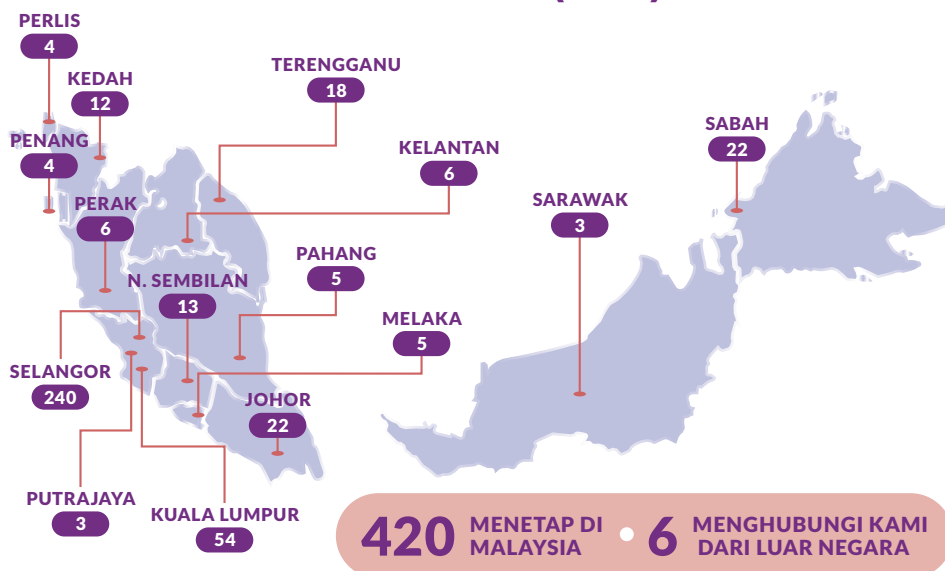 PERLIS
4
KEDAH
12
PENANG
4
PERAK
6
TERENGGANU
18
KELANTAN
6
PAHANG
5
N. SEMBILAN
13
MELAKA
5
SELANGOR
240
JOHOR
22
PUTRAJAYA
3
KUALA LUMPUR
54
SARAWAK
3
SABAH
22
420 MENETAP DI
MALAYSIA
6 MENGHUBUNGI KAMI
DARI LUAR NEGARA